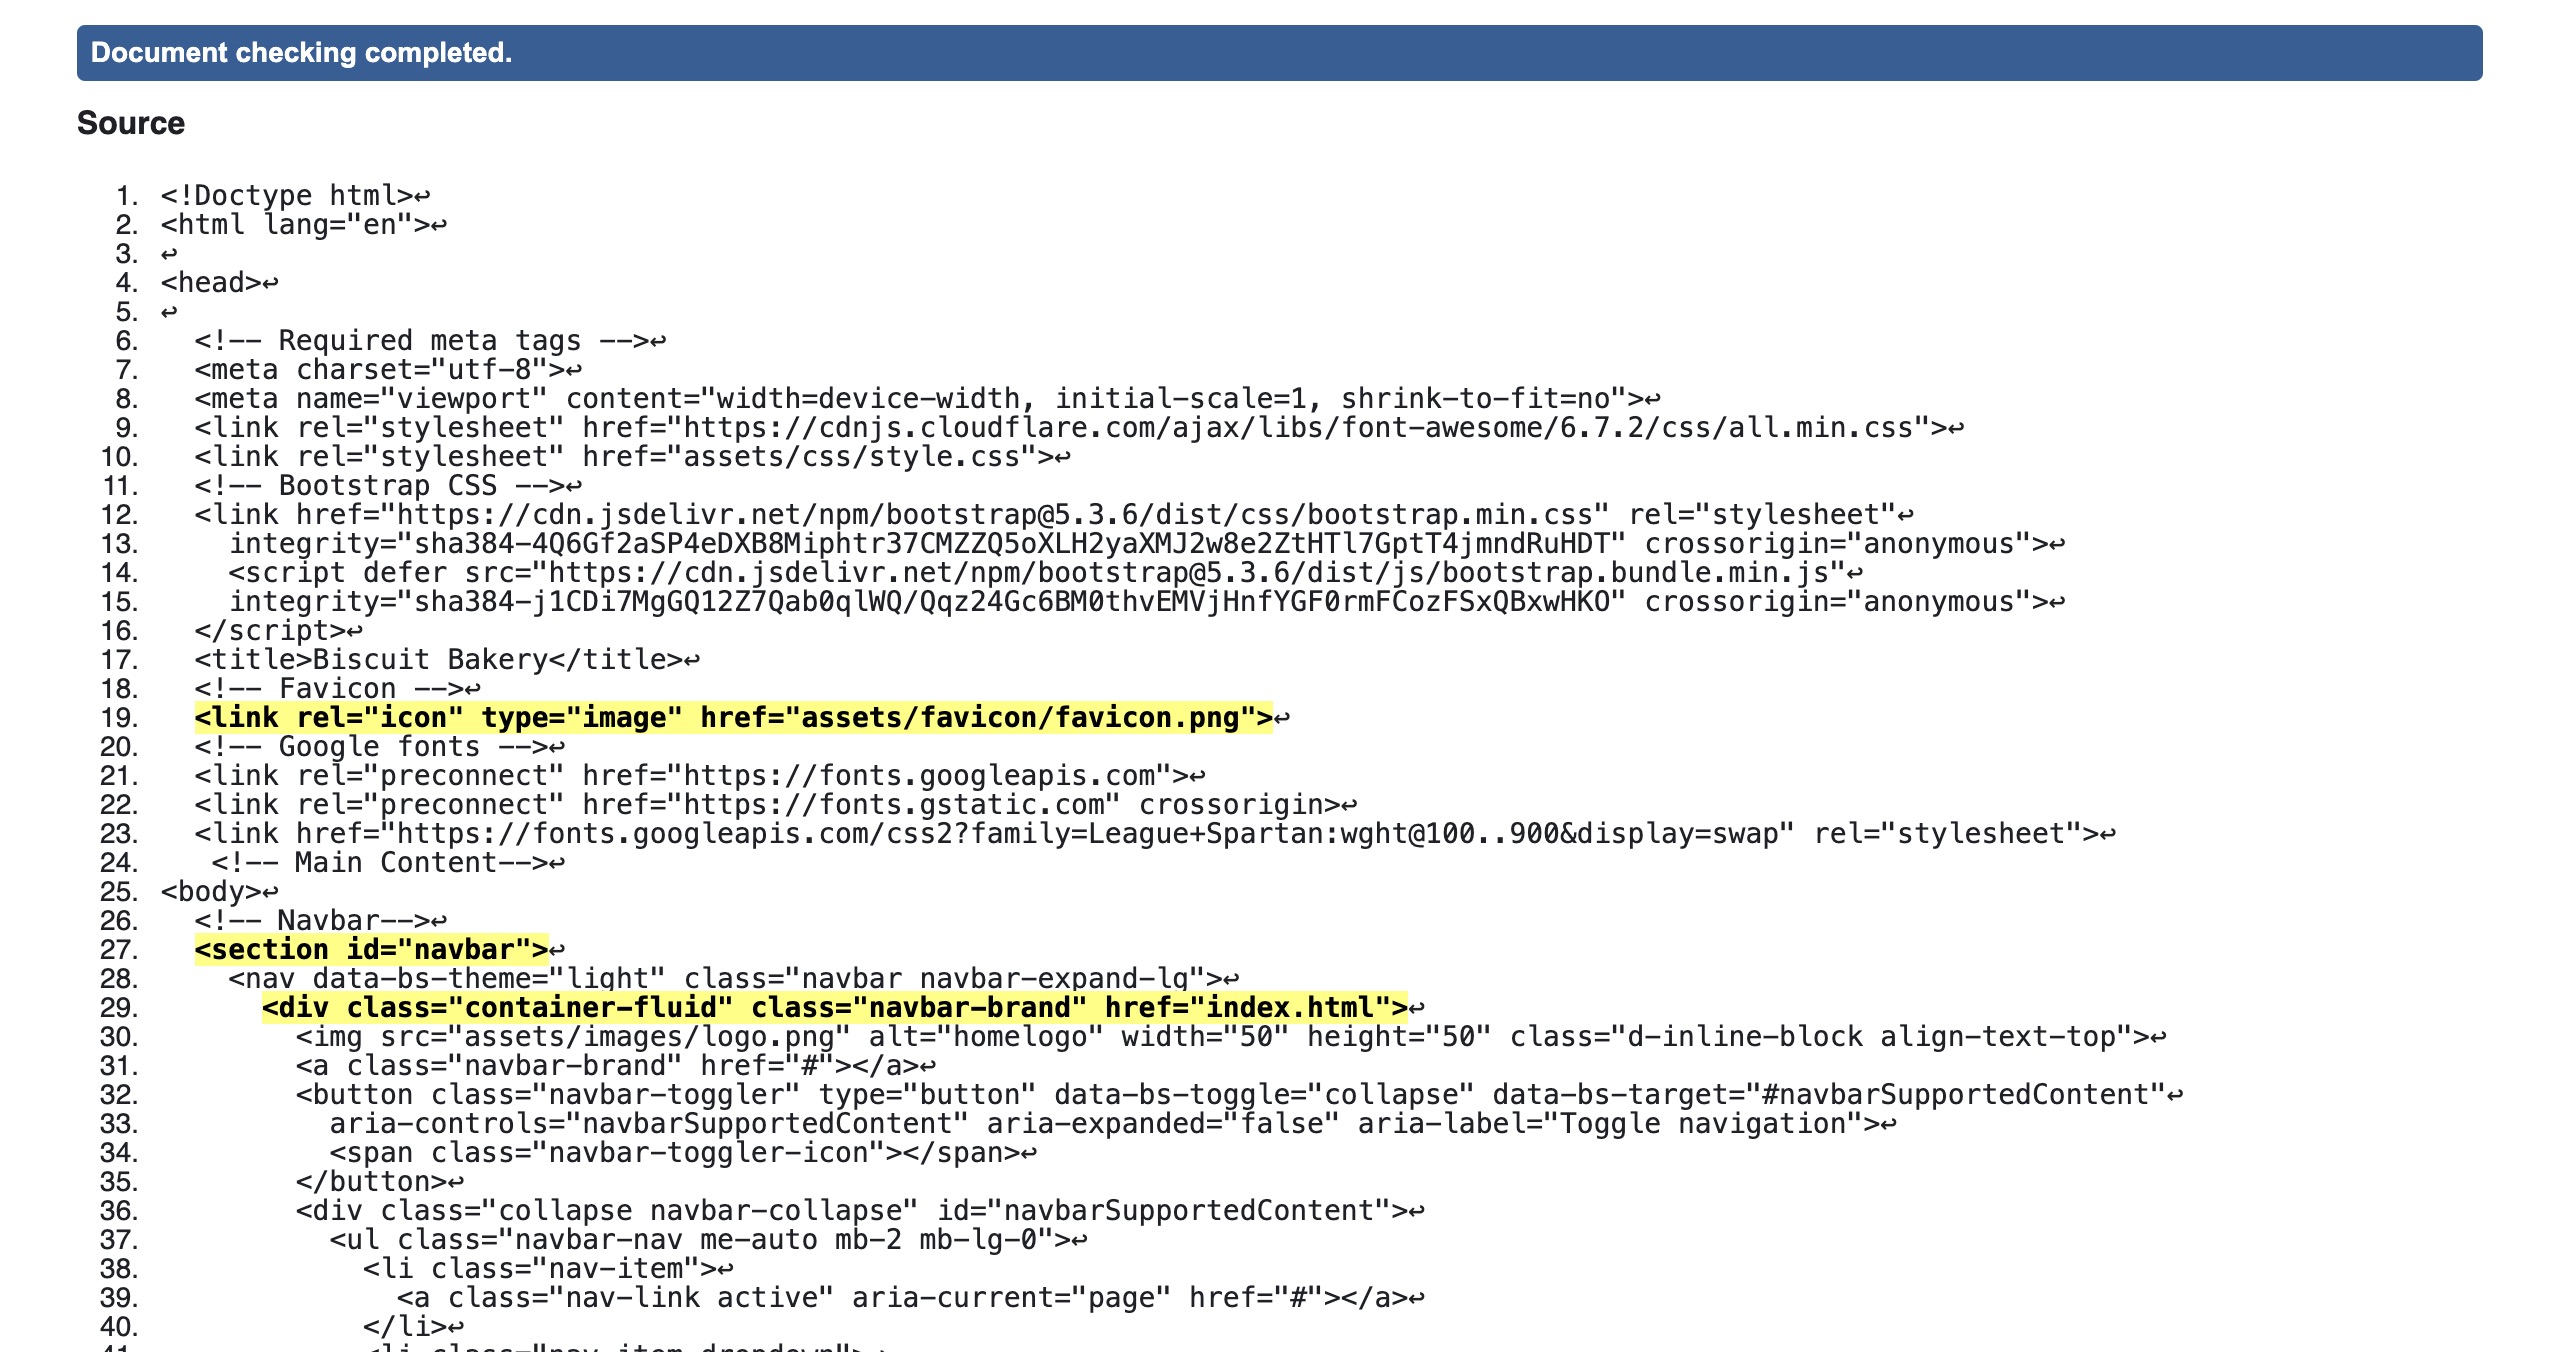 Document checking completed.
Source
1. <!Doctype html>↩
2. <html lang="en">↩
3. ↩
4. <head>↩
5. ↩
6. <!-- Required meta tags -->↩
7. <meta charset="utf-8">↩
8. <meta name="viewport" content="width=device-width, initial-scale=1, shrink-to-fit=no">↩
9. <link rel="stylesheet" href="https://cdnjs.cloudflare.com/ajax/libs/font-awesome/6.7.2/css/all.min.css">↩
10. <link rel="stylesheet" href="assets/css/style.css">↩
11. <!-- Bootstrap CSS -->↩
12. <link href="https://cdn.jsdelivr.net/npm/bootstrap@5.3.6/dist/css/bootstrap.min.css" rel="stylesheet"↩
13. integrity="sha384-4Q6Gf2aSP4eDXB8Miphtr37CMZZQ5oXLH2yaXMJ2w8e2ZtHTl7GptT4jmndRuHDT" crossorigin="anonymous">↩
14. <script defer src="https://cdn.jsdelivr.net/npm/bootstrap@5.3.6/dist/js/bootstrap.bundle.min.js"↩
15. integrity="sha384-j1CDi7MgGQ12Z7Qab0qlWQ/Qqz24Gc6BM0thvEMVjHnfYGF0rmFCozFSxQBxwHKO" crossorigin="anonymous">↩
16. </script>↩
17. <title>Biscuit Bakery</title>↩
18. <!-- Favicon -->↩
19. <link rel="icon" type="image" href="assets/favicon/favicon.png">↩
20. <!-- Google fonts -->↩
21. <link rel="preconnect" href="https://fonts.googleapis.com">↩
22. <link rel="preconnect" href="https://fonts.gstatic.com" crossorigin>↩
23. <link href="https://fonts.googleapis.com/css2?family=League+Spartan:wght@100..900&display=swap" rel="stylesheet">↩
24. <!-- Main Content-->↩
25. <body>↩
26. <!-- Navbar-->↩
27. <section id="navbar">↩
28. <nav data-bs-theme="light" class="navbar navbar-expand-lg">↩
29. <div class="container-fluid" class="navbar-brand" href="index.html">↩
30. <img src="assets/images/logo.png" alt="homelogo" width="50" height="50" class="d-inline-block align-text-top">↩
31. <a class="navbar-brand" href="#"></a>↩
32. <button class="navbar-toggler" type="button" data-bs-toggle="collapse" data-bs-target="#navbarSupportedContent"↩
33. aria-controls="navbarSupportedContent" aria-expanded="false" aria-label="Toggle navigation">↩
34. <span class="navbar-toggler-icon"></span>↩
35. </button>↩
36. <div class="collapse navbar-collapse" id="navbarSupportedContent">↩
37. <ul class="navbar-nav me-auto mb-2 mb-lg-0">↩
38. <li class="nav-item">↩
39. <a class="nav-link active" aria-current="page" href="#"></a>↩
40. </li>↩
41. <li class="nav-item dropdown">↩